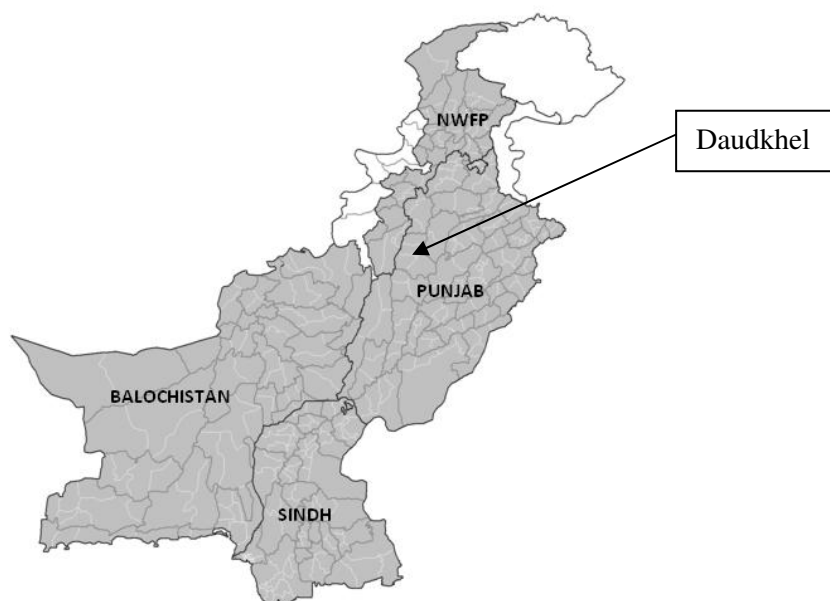 NWFP
Daudkhel
PUNJAB
BALOCHISTAN
SINDH